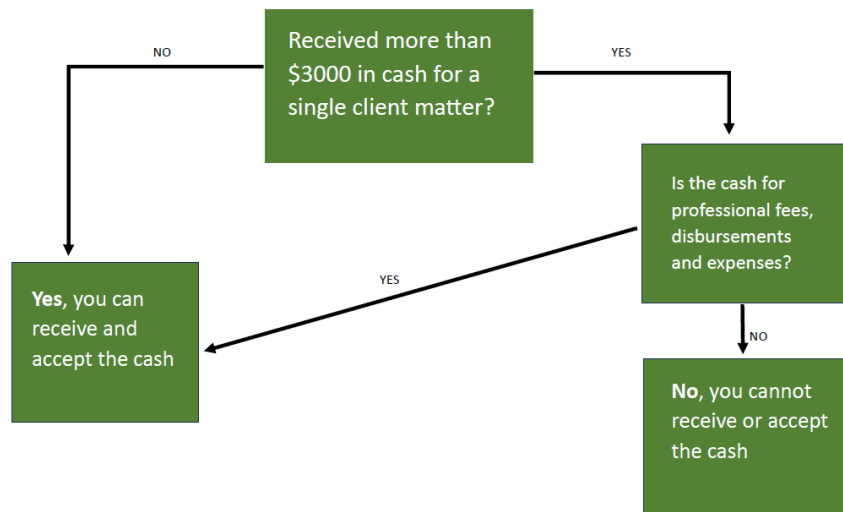 NO
Received more than
$3000 in cash for a
single client matter?
YES
Is the cash for
professional fees,
disbursements
and expenses?
YES
Yes, you can
receive and
accept the cash
NO
No, you cannot
receive or accept
the cash